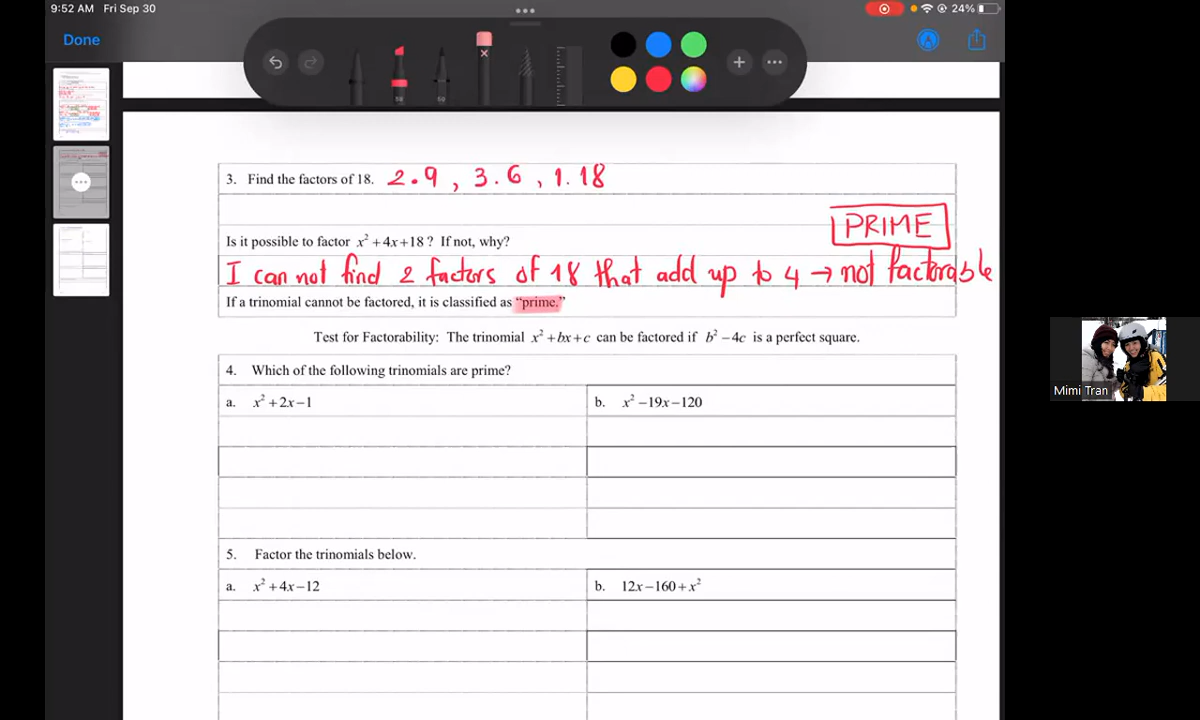 9:52 AM Fri Sep 30
24%
Done
3. Find the factors of 18. 2.9, 3.6, 1.18
PRIME
Is it possible to factor x² + 4x + 18? If not, why?
I can not find 2 factors of 18 that add up to 4 → not factorable
If a trinomial cannot be factored, it is classified as “prime.”
Test for Factorability: The trinomial x² + bx + c can be factored if b² − 4c is a perfect square.
4. Which of the following trinomials are prime?
a. x² + 2x − 1
b. x² − 19x − 120
5. Factor the trinomials below.
a. x² + 4x − 12
b. 12x − 160 + x²
Mimi Tran